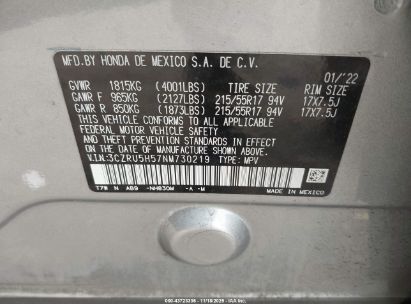 MFD. BY HONDA DE MEXICO S.A. DE C.V.
01/'22
GVWR 1815KG (4001LBS) TIRE SIZE RIM SIZE
GAWR F 965KG (2127LBS) 215/55R17 94V 17X7.5J
GAWR R 850KG (1873LBS) 215/55R17 94V 17X7.5J
THIS VEHICLE CONFORMS TO ALL APPLICABLE FEDERAL
MOTOR VEHICLE SAFETY AND THEFT PREVENTION
STANDARDS IN EFFECT ON THE DATE OF MANUFACTURE SHOWN ABOVE.
V.I.N:3CZRU5H57NM730219 TYPE: MPV
T7W N AB9 -NH830M -A -M
MADE IN MEXICO